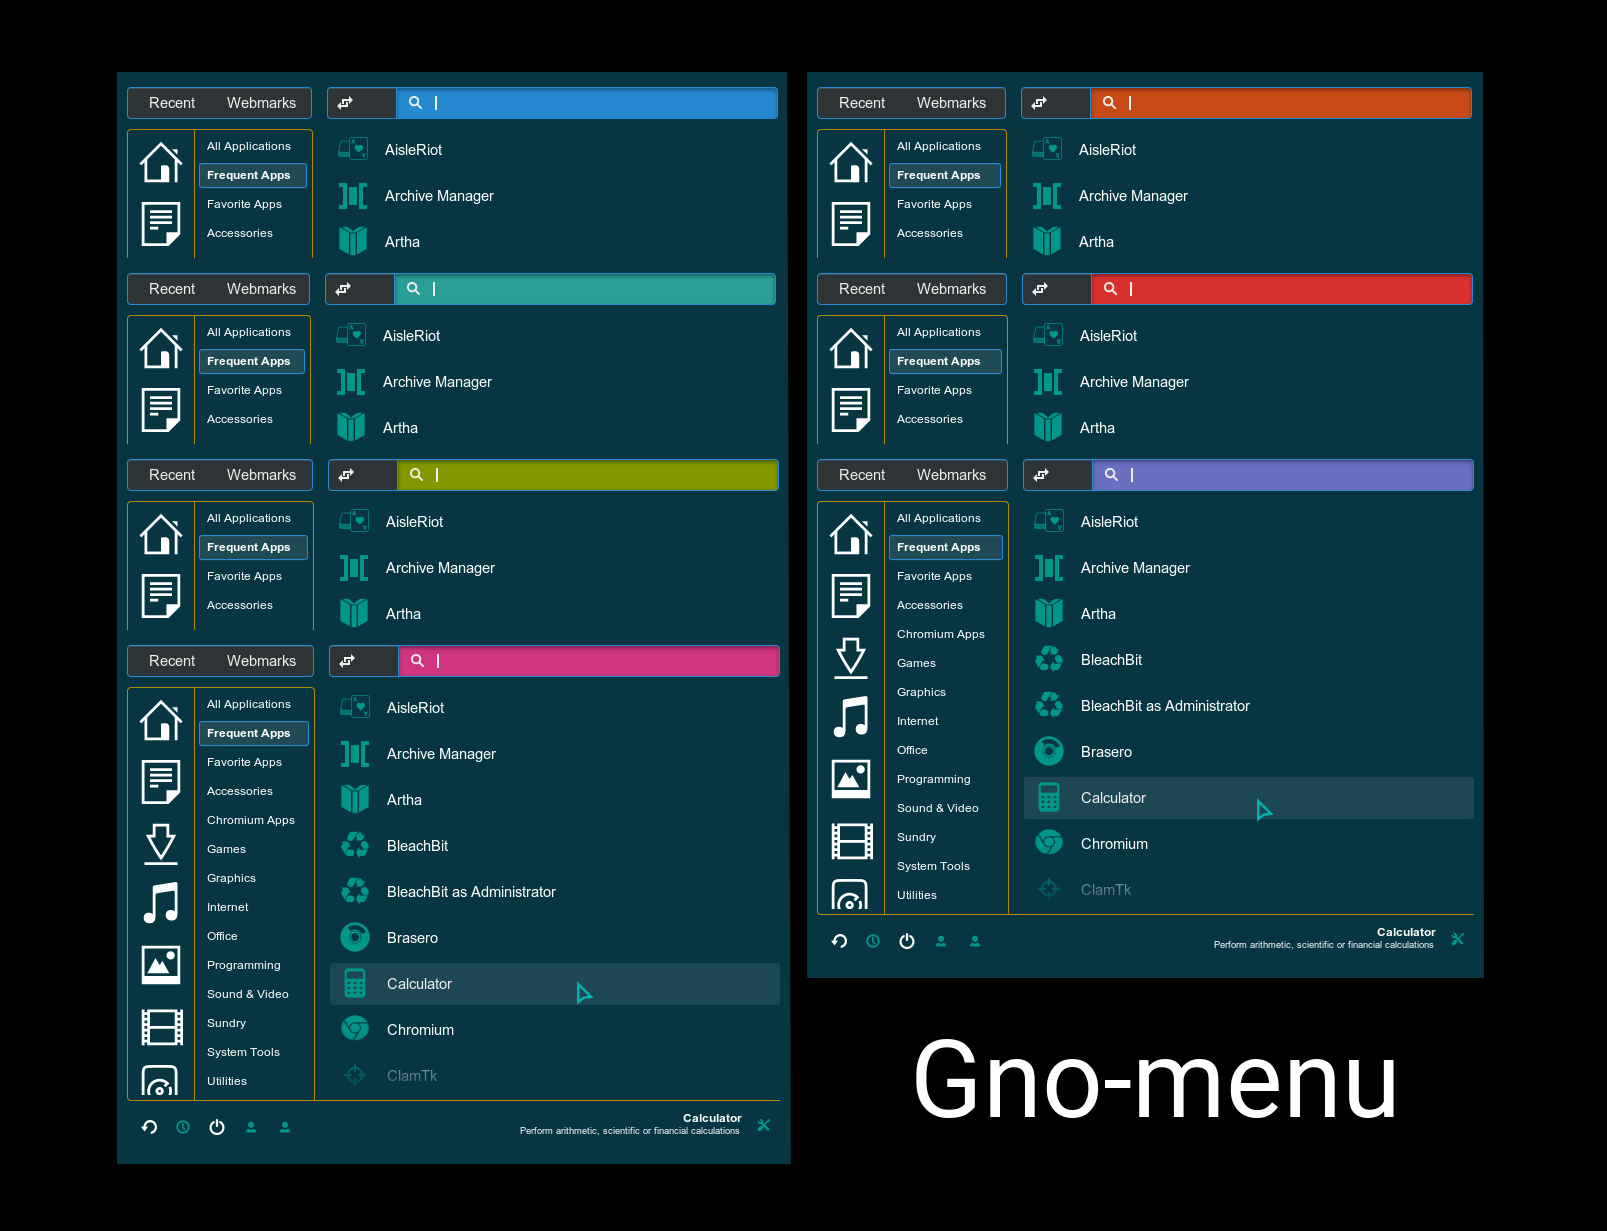 Recent Webmarks
All Applications
Frequent Apps
Favorite Apps
Accessories
AisleRiot
Archive Manager
Artha
Recent Webmarks
All Applications
Frequent Apps
Favorite Apps
Accessories
AisleRiot
Archive Manager
Artha
Recent Webmarks
All Applications
Frequent Apps
Favorite Apps
Accessories
AisleRiot
Archive Manager
Artha
Recent Webmarks
All Applications
Frequent Apps
Favorite Apps
Accessories
Chromium Apps
Games
Graphics
Internet
Office
Programming
Sound & Video
Sundry
System Tools
Utilities
AisleRiot
Archive Manager
Artha
BleachBit
BleachBit as Administrator
Brasero
Calculator
Chromium
ClamTk
Calculator
Perform arithmetic, scientific or financial calculations
Recent Webmarks
All Applications
Frequent Apps
Favorite Apps
Accessories
AisleRiot
Archive Manager
Artha
Recent Webmarks
All Applications
Frequent Apps
Favorite Apps
Accessories
AisleRiot
Archive Manager
Artha
Recent Webmarks
All Applications
Frequent Apps
Favorite Apps
Accessories
Chromium Apps
Games
Graphics
Internet
Office
Programming
Sound & Video
Sundry
System Tools
Utilities
AisleRiot
Archive Manager
Artha
BleachBit
BleachBit as Administrator
Brasero
Calculator
Chromium
ClamTk
Calculator
Perform arithmetic, scientific or financial calculations
Gno-menu